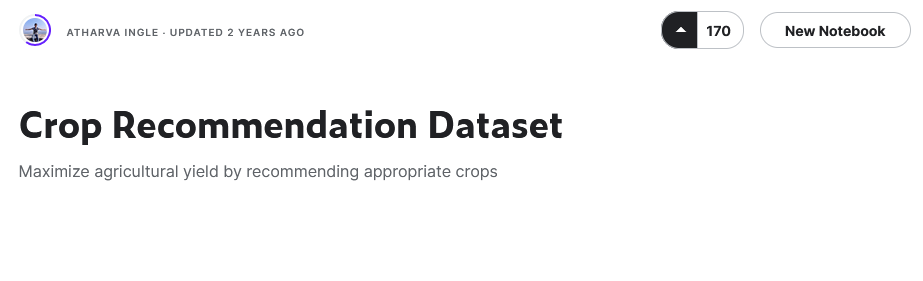 ATHARVA INGLE · UPDATED 2 YEARS AGO
170
New Notebook
Crop Recommendation Dataset
Maximize agricultural yield by recommending appropriate crops